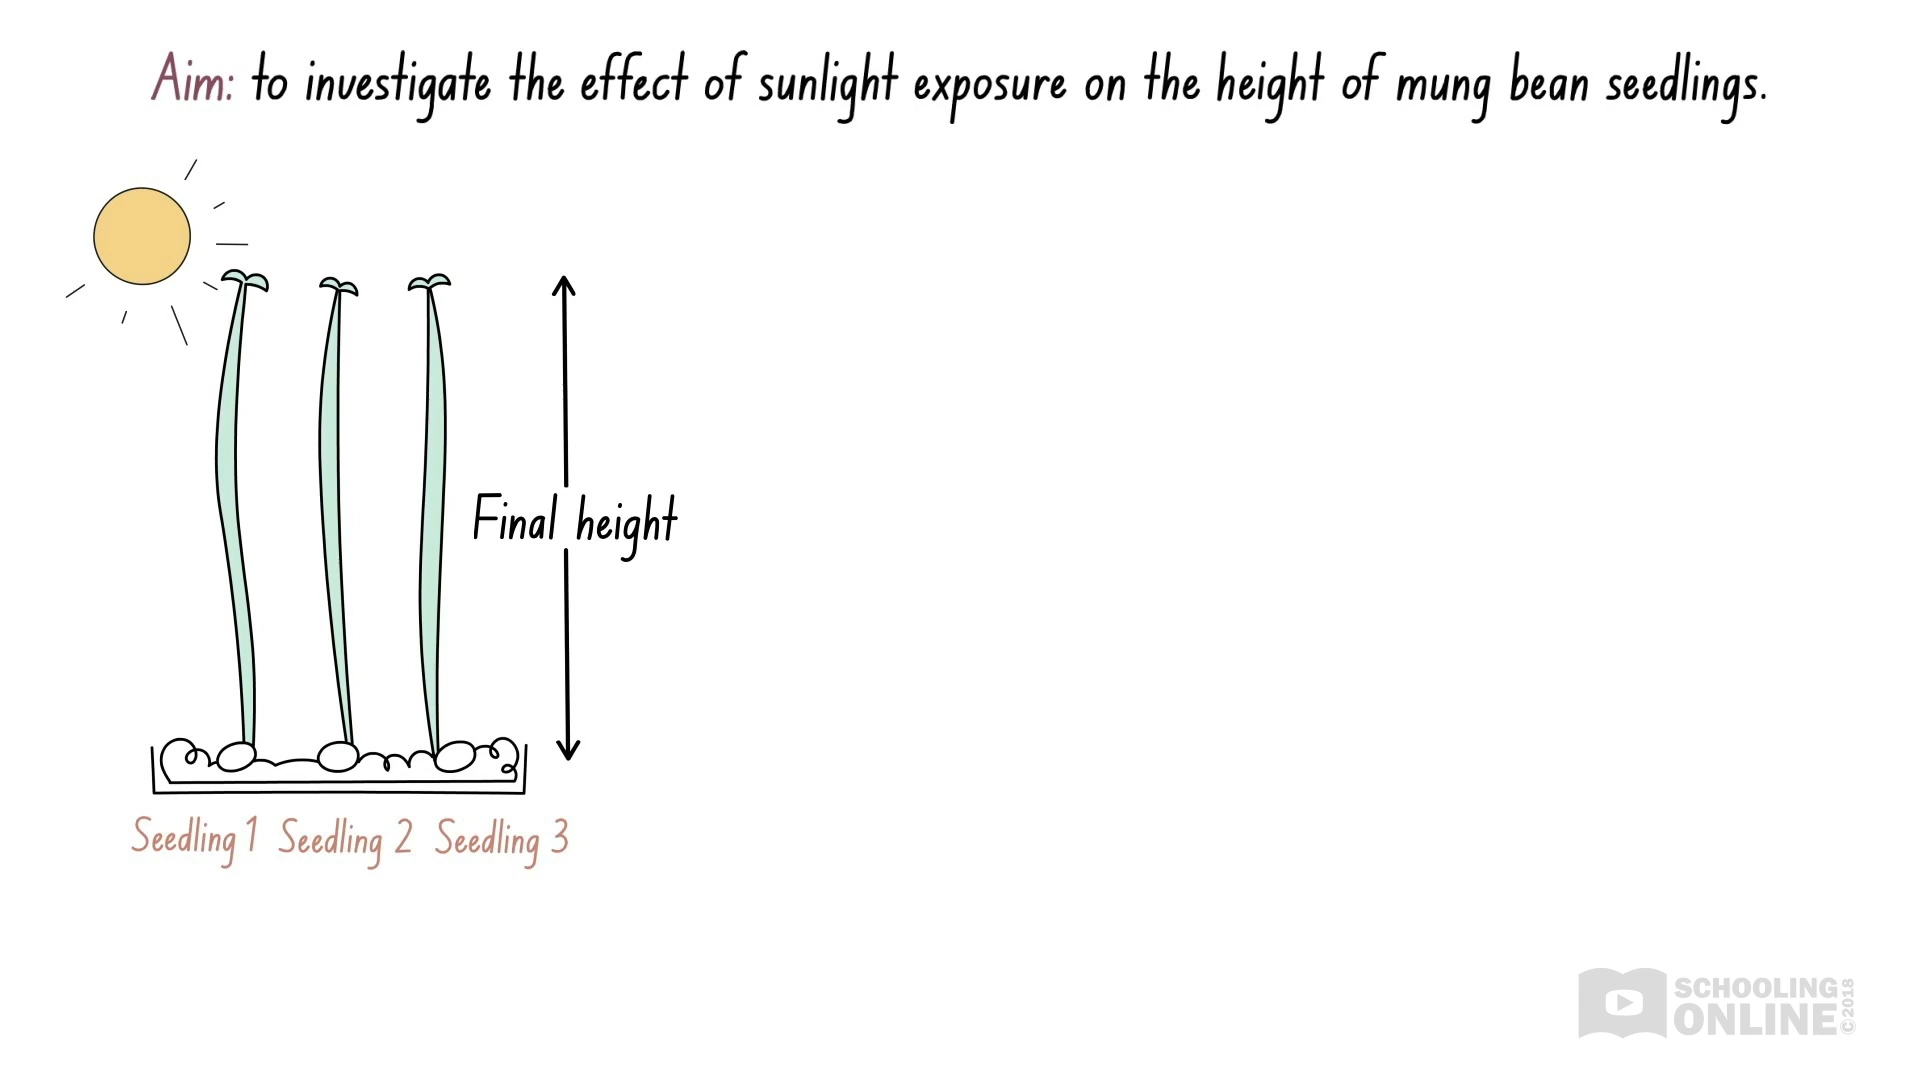 Aim: to investigate the effect of sunlight exposure on the height of mung bean seedlings.
Final height
Seedling 1 Seedling 2 Seedling 3
SCHOOLING
ONLINE
©2018